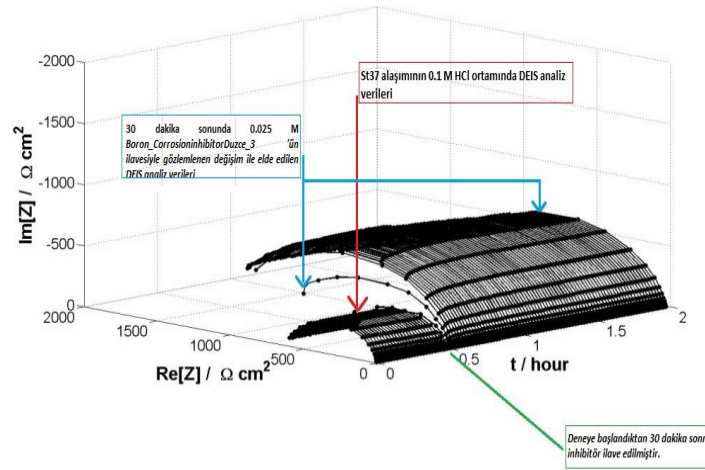 -2000
-1500
-1000
-500
0
Im[Z] / Ω cm²
St37 alaşımının 0.1 M HCl ortamında DEIS analiz
verileri
30 dakika sonunda 0.025 M
Boron_CorrosioninhibitorDuzce_3 'ün
ilavesiyle gözlemlenen değişim ile elde edilen
DEIS analiz verileri
2000
1500
1000
500
0
Re[Z] / Ω cm²
0
0.5
1
1.5
2
t / hour
Deneye başlandıktan 30 dakika sonr
inhibitör ilave edilmiştir.